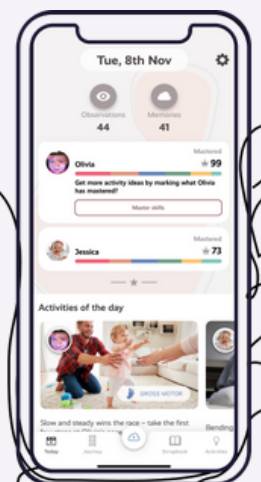 Tue, 8th Nov
Observations
44
Memories
41
Mastered
Olivia
99
Get more activity ideas by marking what Olivia
has mastered?
Master skills
Mastered
Jessica
73
Activities of the day
GROSS MOTOR
Slow and steady wins the race – take the first
Bending
Today
Journey
Scrapbook
Activities